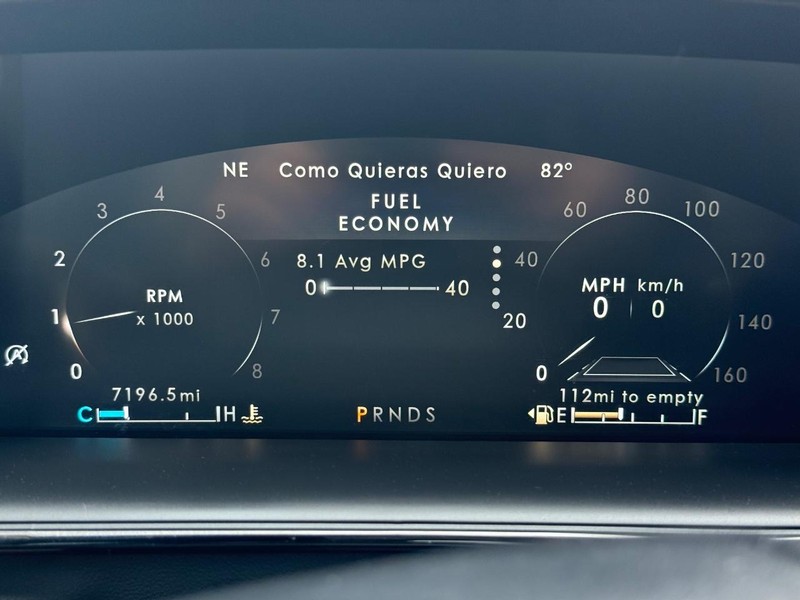 NE Como Quieras Quiero 82°
FUEL
ECONOMY
8.1 Avg MPG
0 40
0 1 2 3 4 5 6 7 8
RPM
x 1000
0 20 40 60 80 100 120 140 160
MPH km/h
0 0
7196.5mi
C H
PRNDS
112mi to empty
E F
A